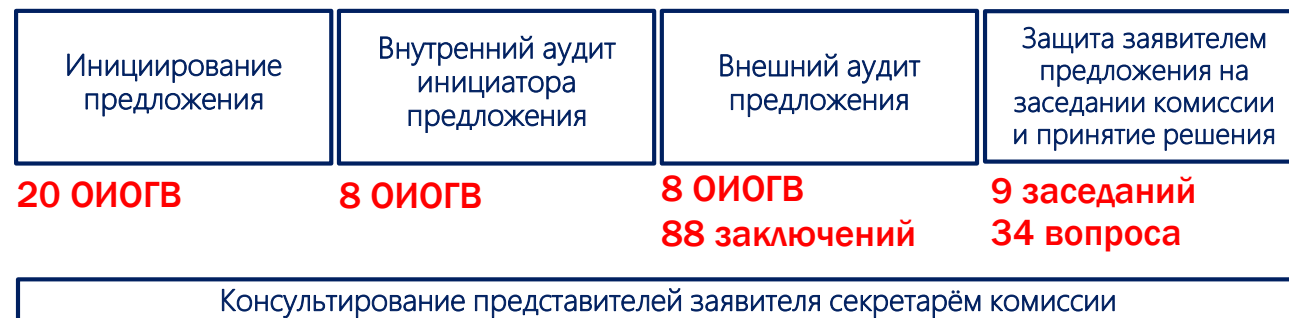 Инициирование
предложения
Внутренний аудит
инициатора
предложения
Внешний аудит
предложения
Защита заявителем
предложения на
заседании комиссии
и принятие решения
20 ОИОГВ
8 ОИОГВ
8 ОИОГВ
88 заключений
9 заседаний
34 вопроса
Консультирование представителей заявителя секретарём комиссии